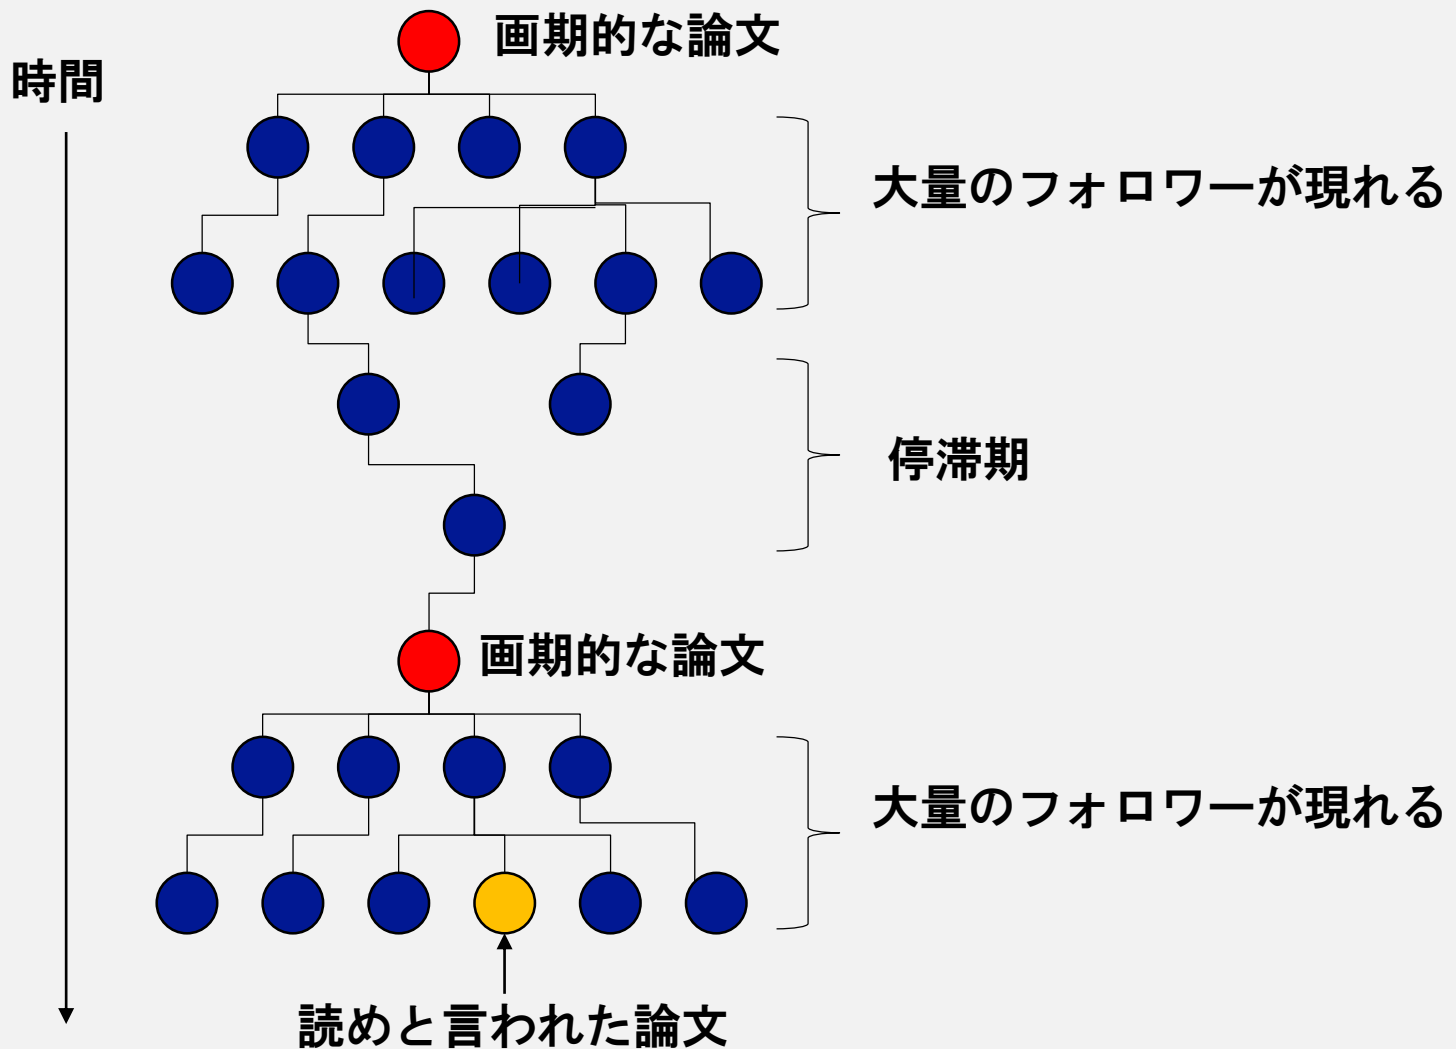 画期的な論文
時間
大量のフォロワーが現れる
停滞期
画期的な論文
大量のフォロワーが現れる
読めと言われた論文